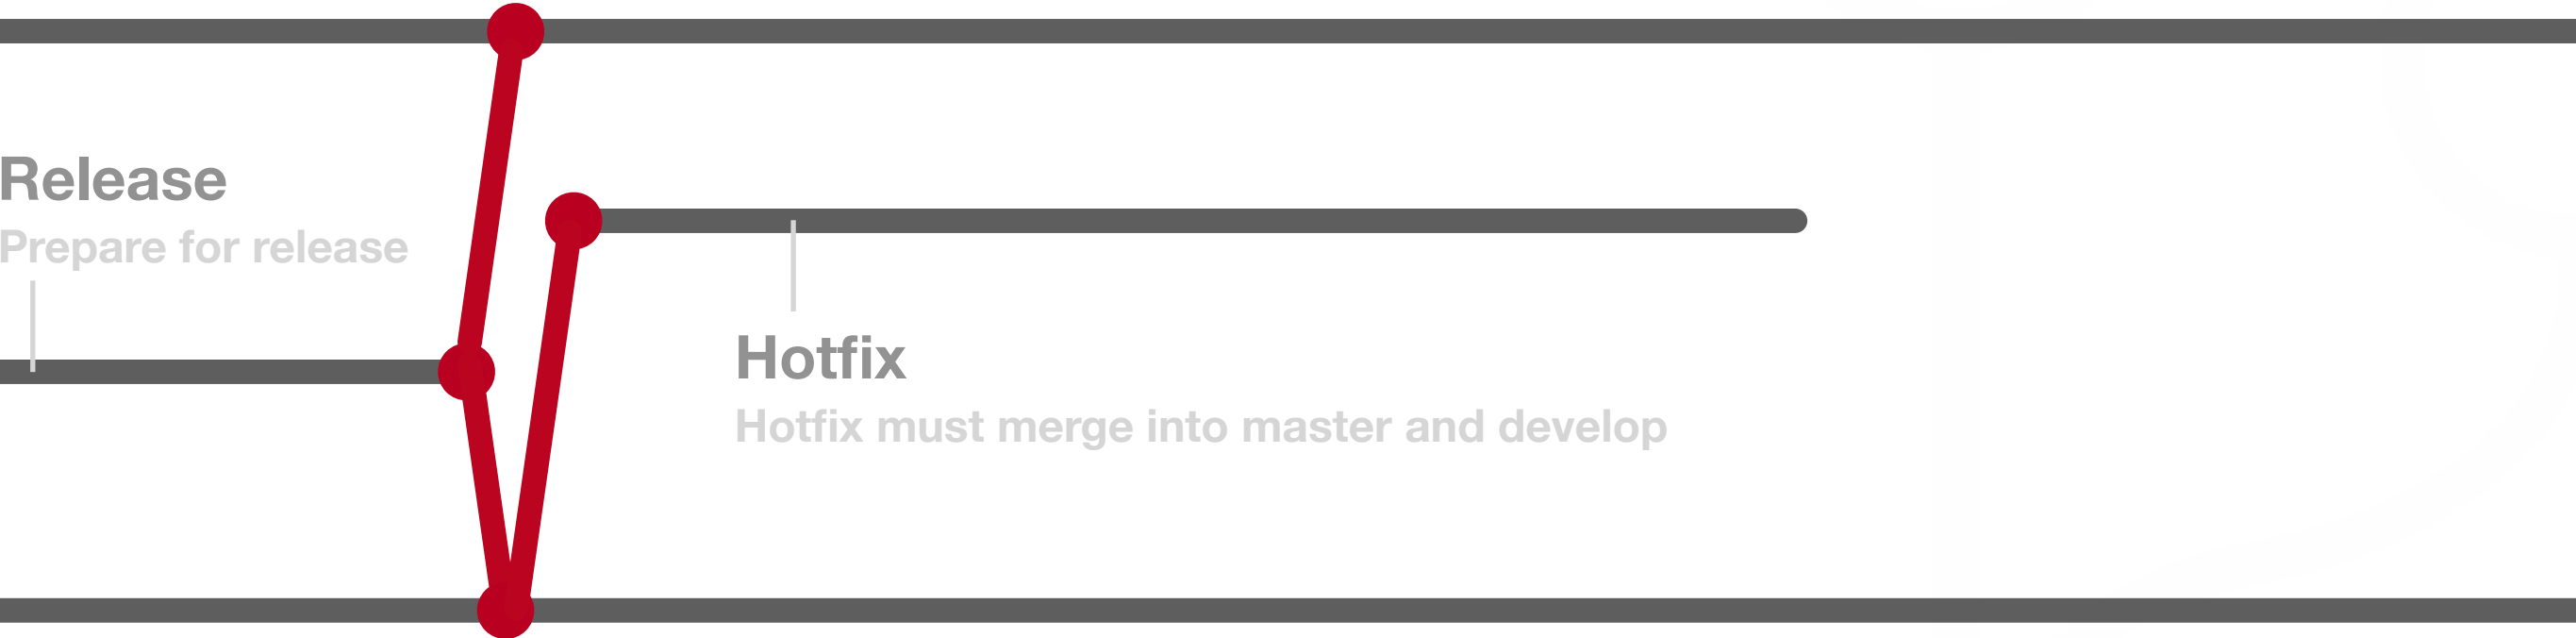 Release
Prepare for release
Hotfix
Hotfix must merge into master and develop